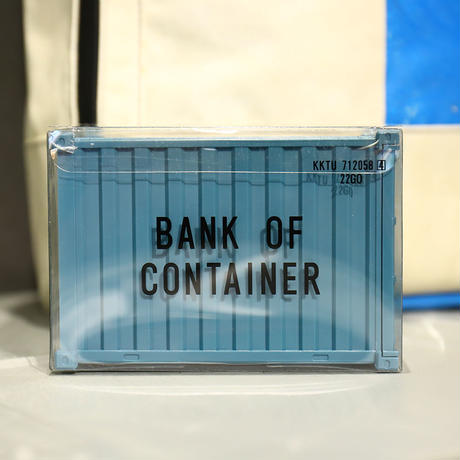 KKTU 712058 4
22G0
BANK OF
CONTAINER